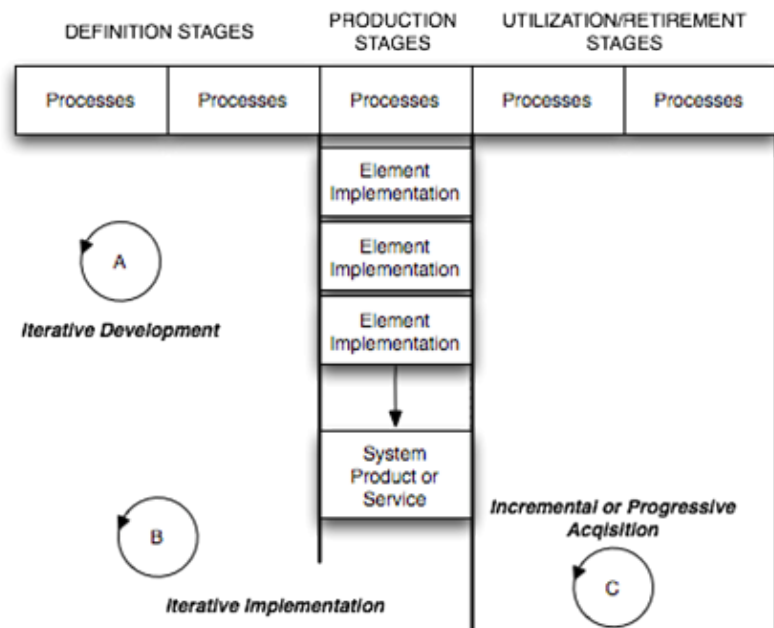 DEFINITION STAGES
PRODUCTION
STAGES
UTILIZATION/RETIREMENT
STAGES
Processes
Processes
Processes
Processes
Processes
Element
Implementation
Element
Implementation
Element
Implementation
A
Iterative Development
System
Product or
Service
B
Iterative Implementation
Incremental or Progressive
Acqisition
C